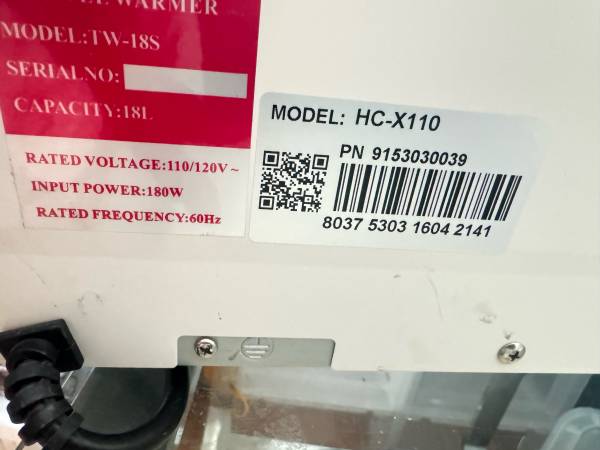 WARMER
MODEL:TW-18S
SERIALNO:
CAPACITY:18L
RATED VOLTAGE:110/120V~
INPUT POWER:180W
RATED FREQUENCY:60Hz
MODEL: HC-X110
PN 9153030039
8037 5303 1604 2141